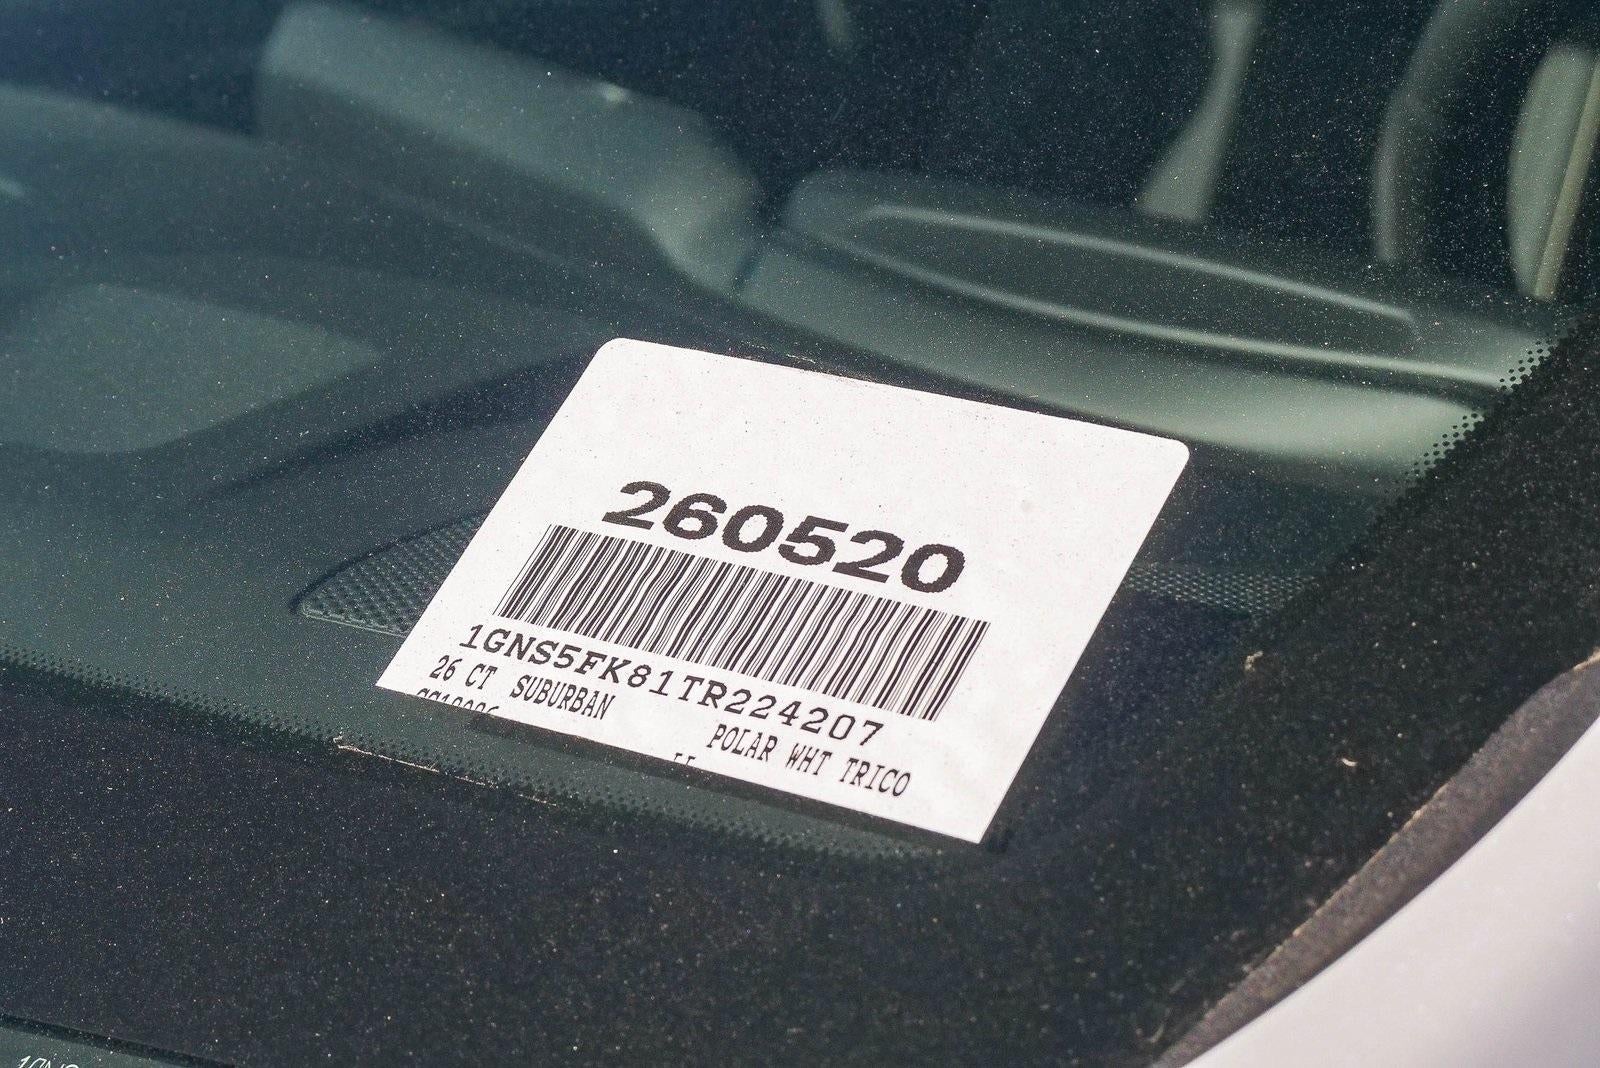 260520
1GNS5FK81TR224207
26 CT SUBURBAN
POLAR WHT TRICO